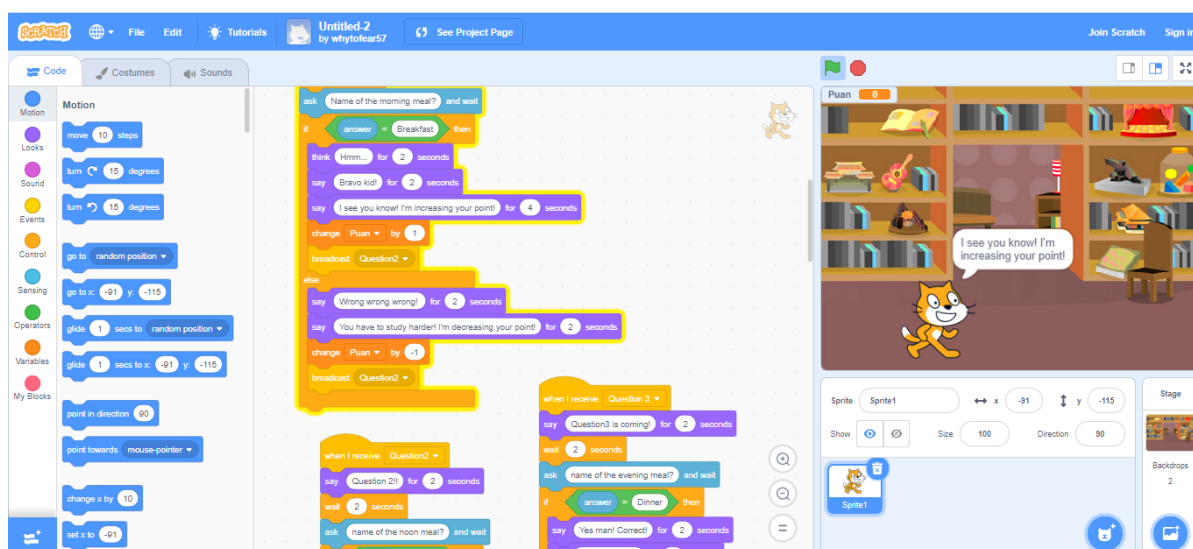 SCRATCH File Edit Tutorials Untitled-2 by whytofear57 See Project Page Join Scratch Sign in
Code Costumes Sounds
Motion
Looks
Sound
Events
Control
Sensing
Operators
Variables
My Blocks
Motion
move 10 steps
turn 15 degrees
turn 15 degrees
go to random position
go to x: -91 y: -115
glide 1 secs to random position
glide 1 secs to x: -91 y: -115
point in direction 90
point towards mouse-pointer
change x by 10
set x to -91
ask Name of the morning meal? and wait
if answer = Breakfast then
think Hmm... for 2 seconds
say Bravo kid! for 2 seconds
say I see you know! I'm increasing your point! for 4 seconds
change Puan by 1
broadcast Question2
else
say Wrong wrong wrong! for 2 seconds
say You have to study harder! I'm decreasing your point! for 2 seconds
change Puan by -1
broadcast Question2
when I receive Question2
say Question 2!! for 2 seconds
wait 2 seconds
ask name of the noon meal? and wait
when I receive Question 3
say Question3 is coming! for 2 seconds
wait 2 seconds
ask name of the evening meal? and wait
if answer = Dinner then
say Yes man! Correct! for 2 seconds
Puan 0
I see you know! I'm
increasing your point!
Sprite Sprite1 x -91 y -115
Show Size 100 Direction 90
Sprite1
Stage
Backdrops
2